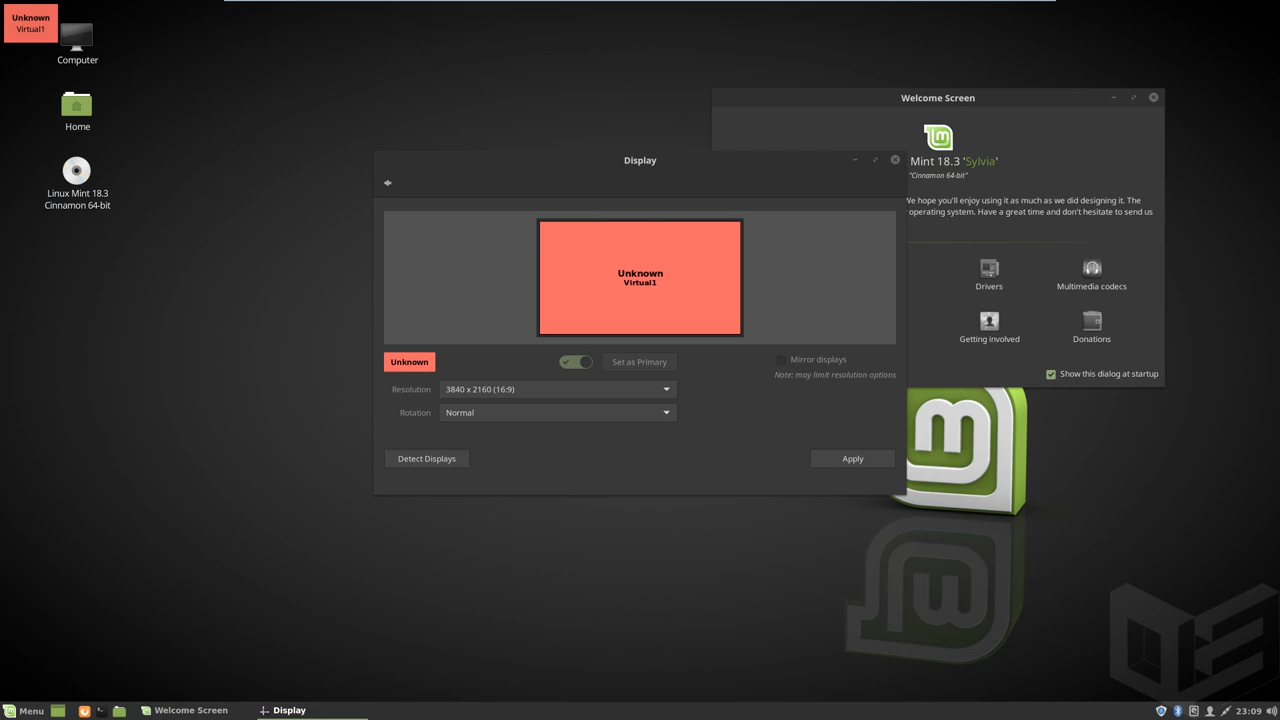 Unknown
Virtual1
Computer
Home
Linux Mint 18.3
Cinnamon 64-bit
Welcome Screen
Mint 18.3 'Sylvia'
"Cinnamon 64-bit"
We hope you'll enjoy using it as much as we did designing it. The
operating system. Have a great time and don't hesitate to send us
Drivers
Multimedia codecs
Getting involved
Donations
Show this dialog at startup
Display
Unknown
Virtual1
Unknown
Set as Primary
Mirror displays
Note: may limit resolution options
Resolution
3840 x 2160 (16:9)
Rotation
Normal
Detect Displays
Apply
Menu
Welcome Screen
Display
23:09